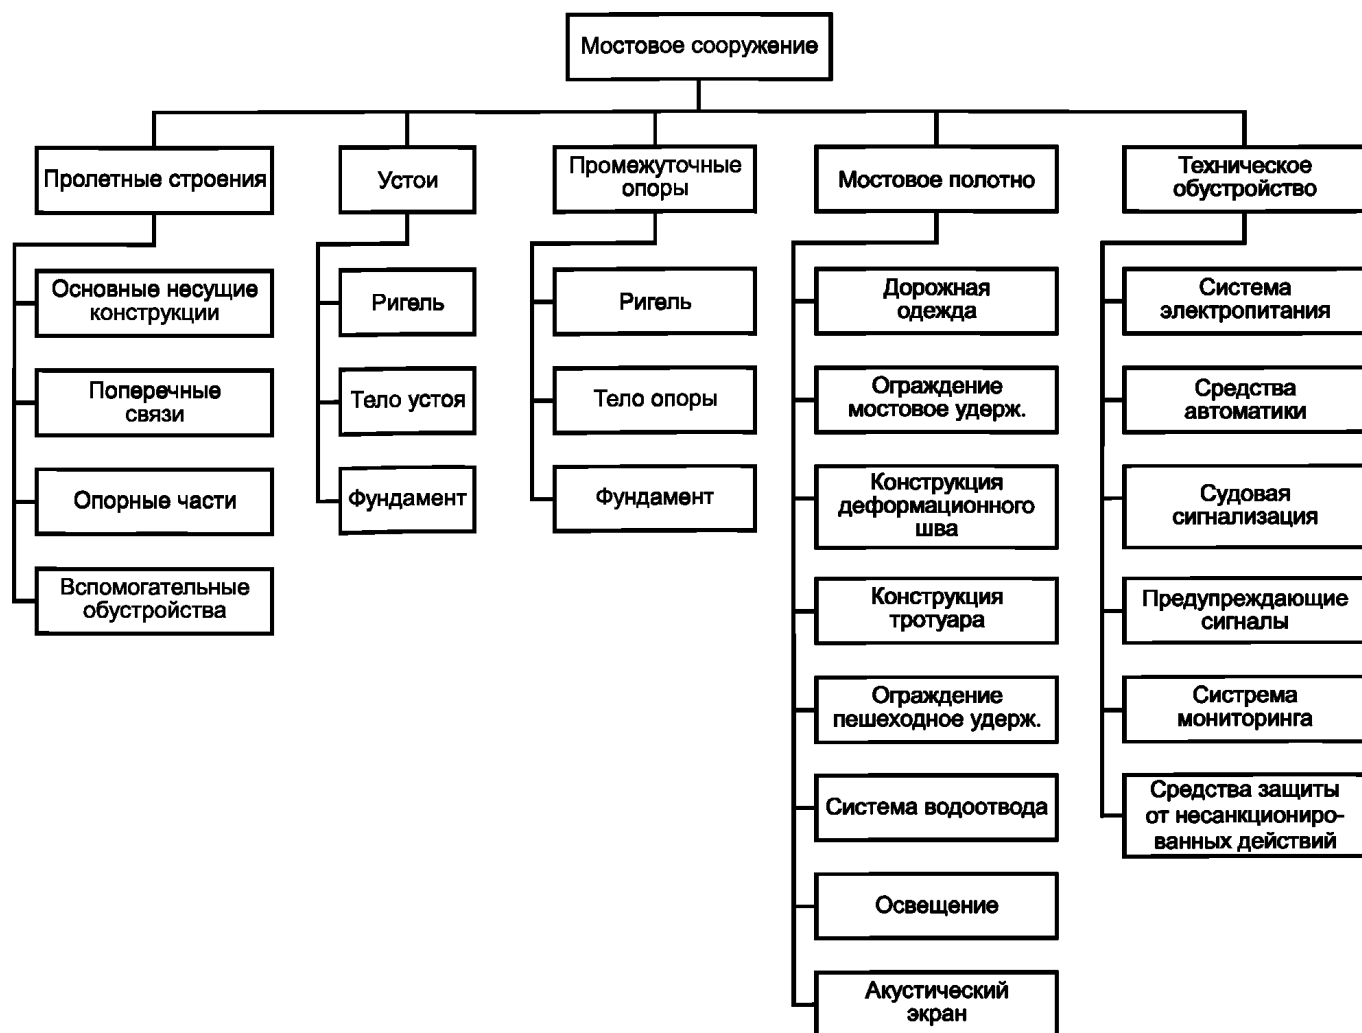 Мостовое сооружение
Пролетные строения
Устои
Промежуточные
опоры
Мостовое полотно
Техническое
обустройство
Основные несущие
конструкции
Поперечные
связи
Опорные части
Вспомогательные
обустройства
Ригель
Тело устоя
Фундамент
Ригель
Тело опоры
Фундамент
Дорожная
одежда
Ограждение
мостовое удерж.
Конструкция
деформационного
шва
Конструкция
тротуара
Ограждение
пешеходное удерж.
Система водоотвода
Освещение
Акустический
экран
Система
электропитания
Средства
автоматики
Судовая
сигнализация
Предупреждающие
сигналы
Систрема
мониторинга
Средства защиты
от несанкциониро-
ванных действий